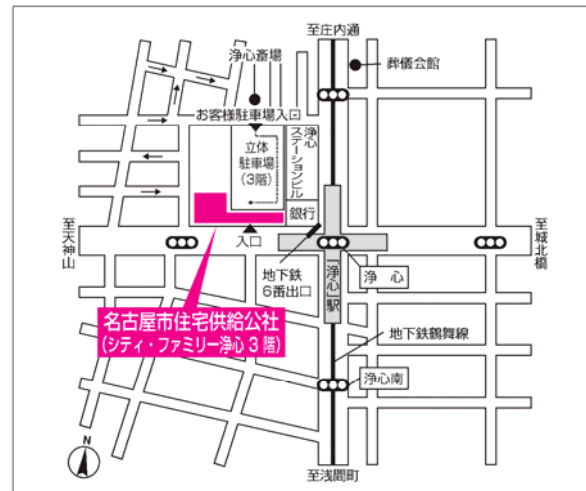 至庄内通
浄心斎場
葬儀会館
お客様駐車場入口
立体
駐車場
(3階)
浄心
ステーションビル
銀行
至天神山
入口
至城北橋
地下鉄
6番出口
「浄心」駅
浄　心
名古屋市住宅供給公社
(シティ・ファミリー浄心 3 階)
地下鉄鶴舞線
浄心南
N
至浅間町